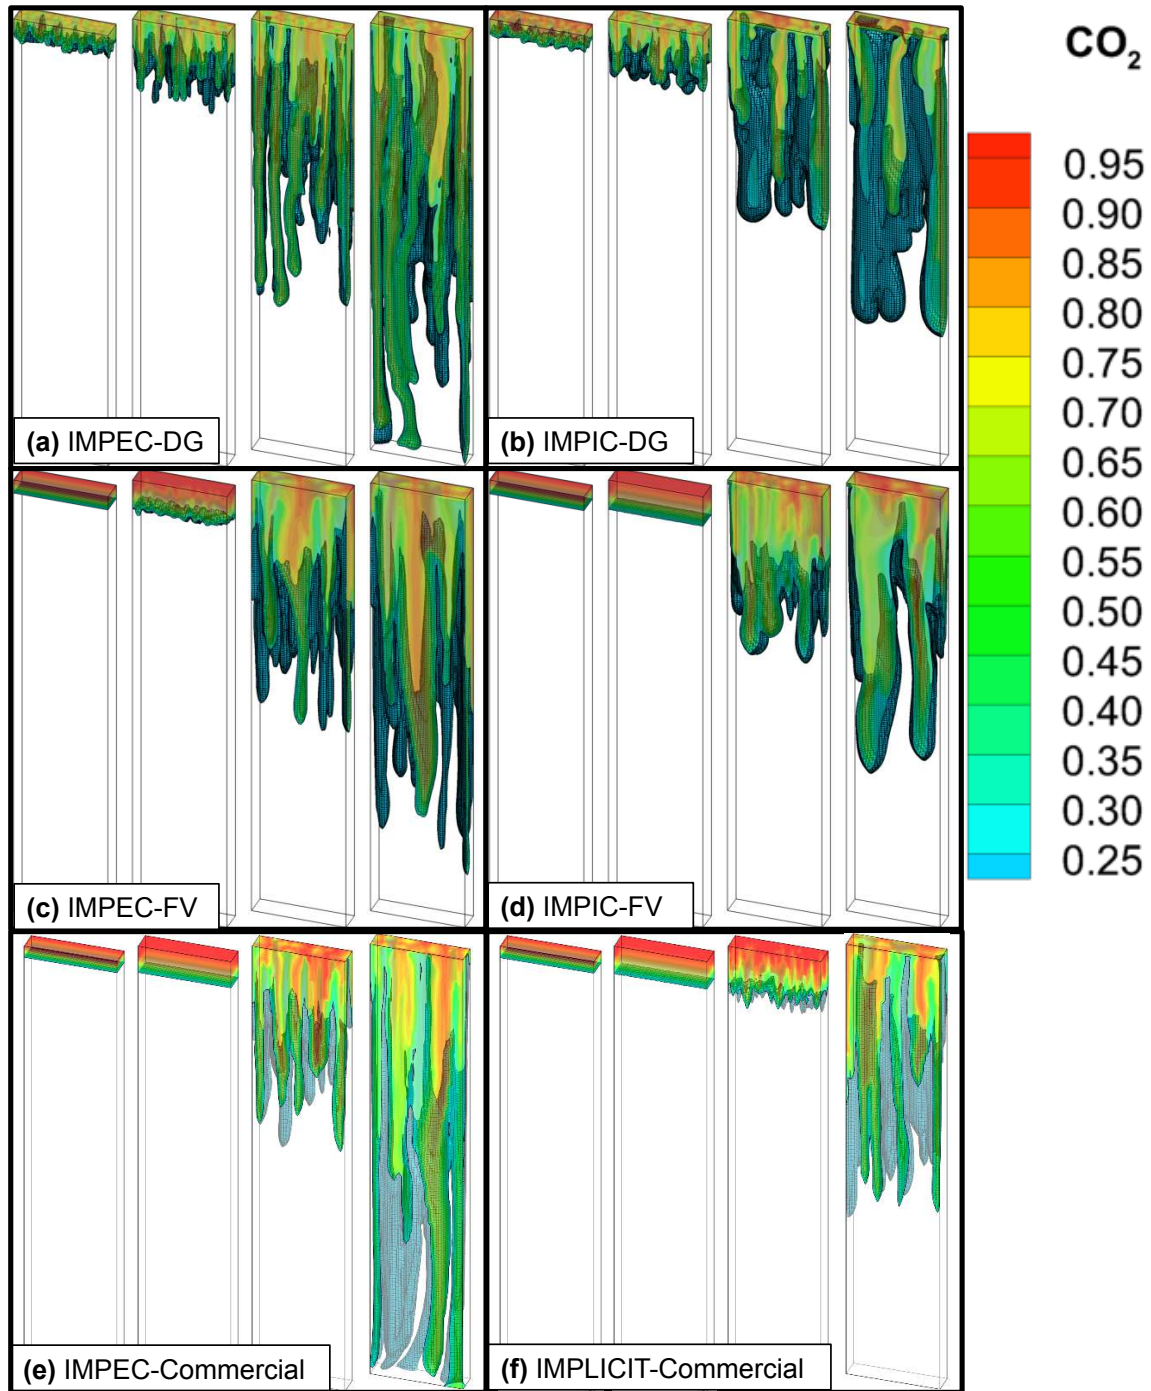 CO2
0.95
0.90
0.85
0.80
0.75
0.70
0.65
0.60
0.55
0.50
0.45
0.40
0.35
0.30
0.25
(a) IMPEC-DG
(b) IMPIC-DG
(c) IMPEC-FV
(d) IMPIC-FV
(e) IMPEC-Commercial
(f) IMPLICIT-Commercial